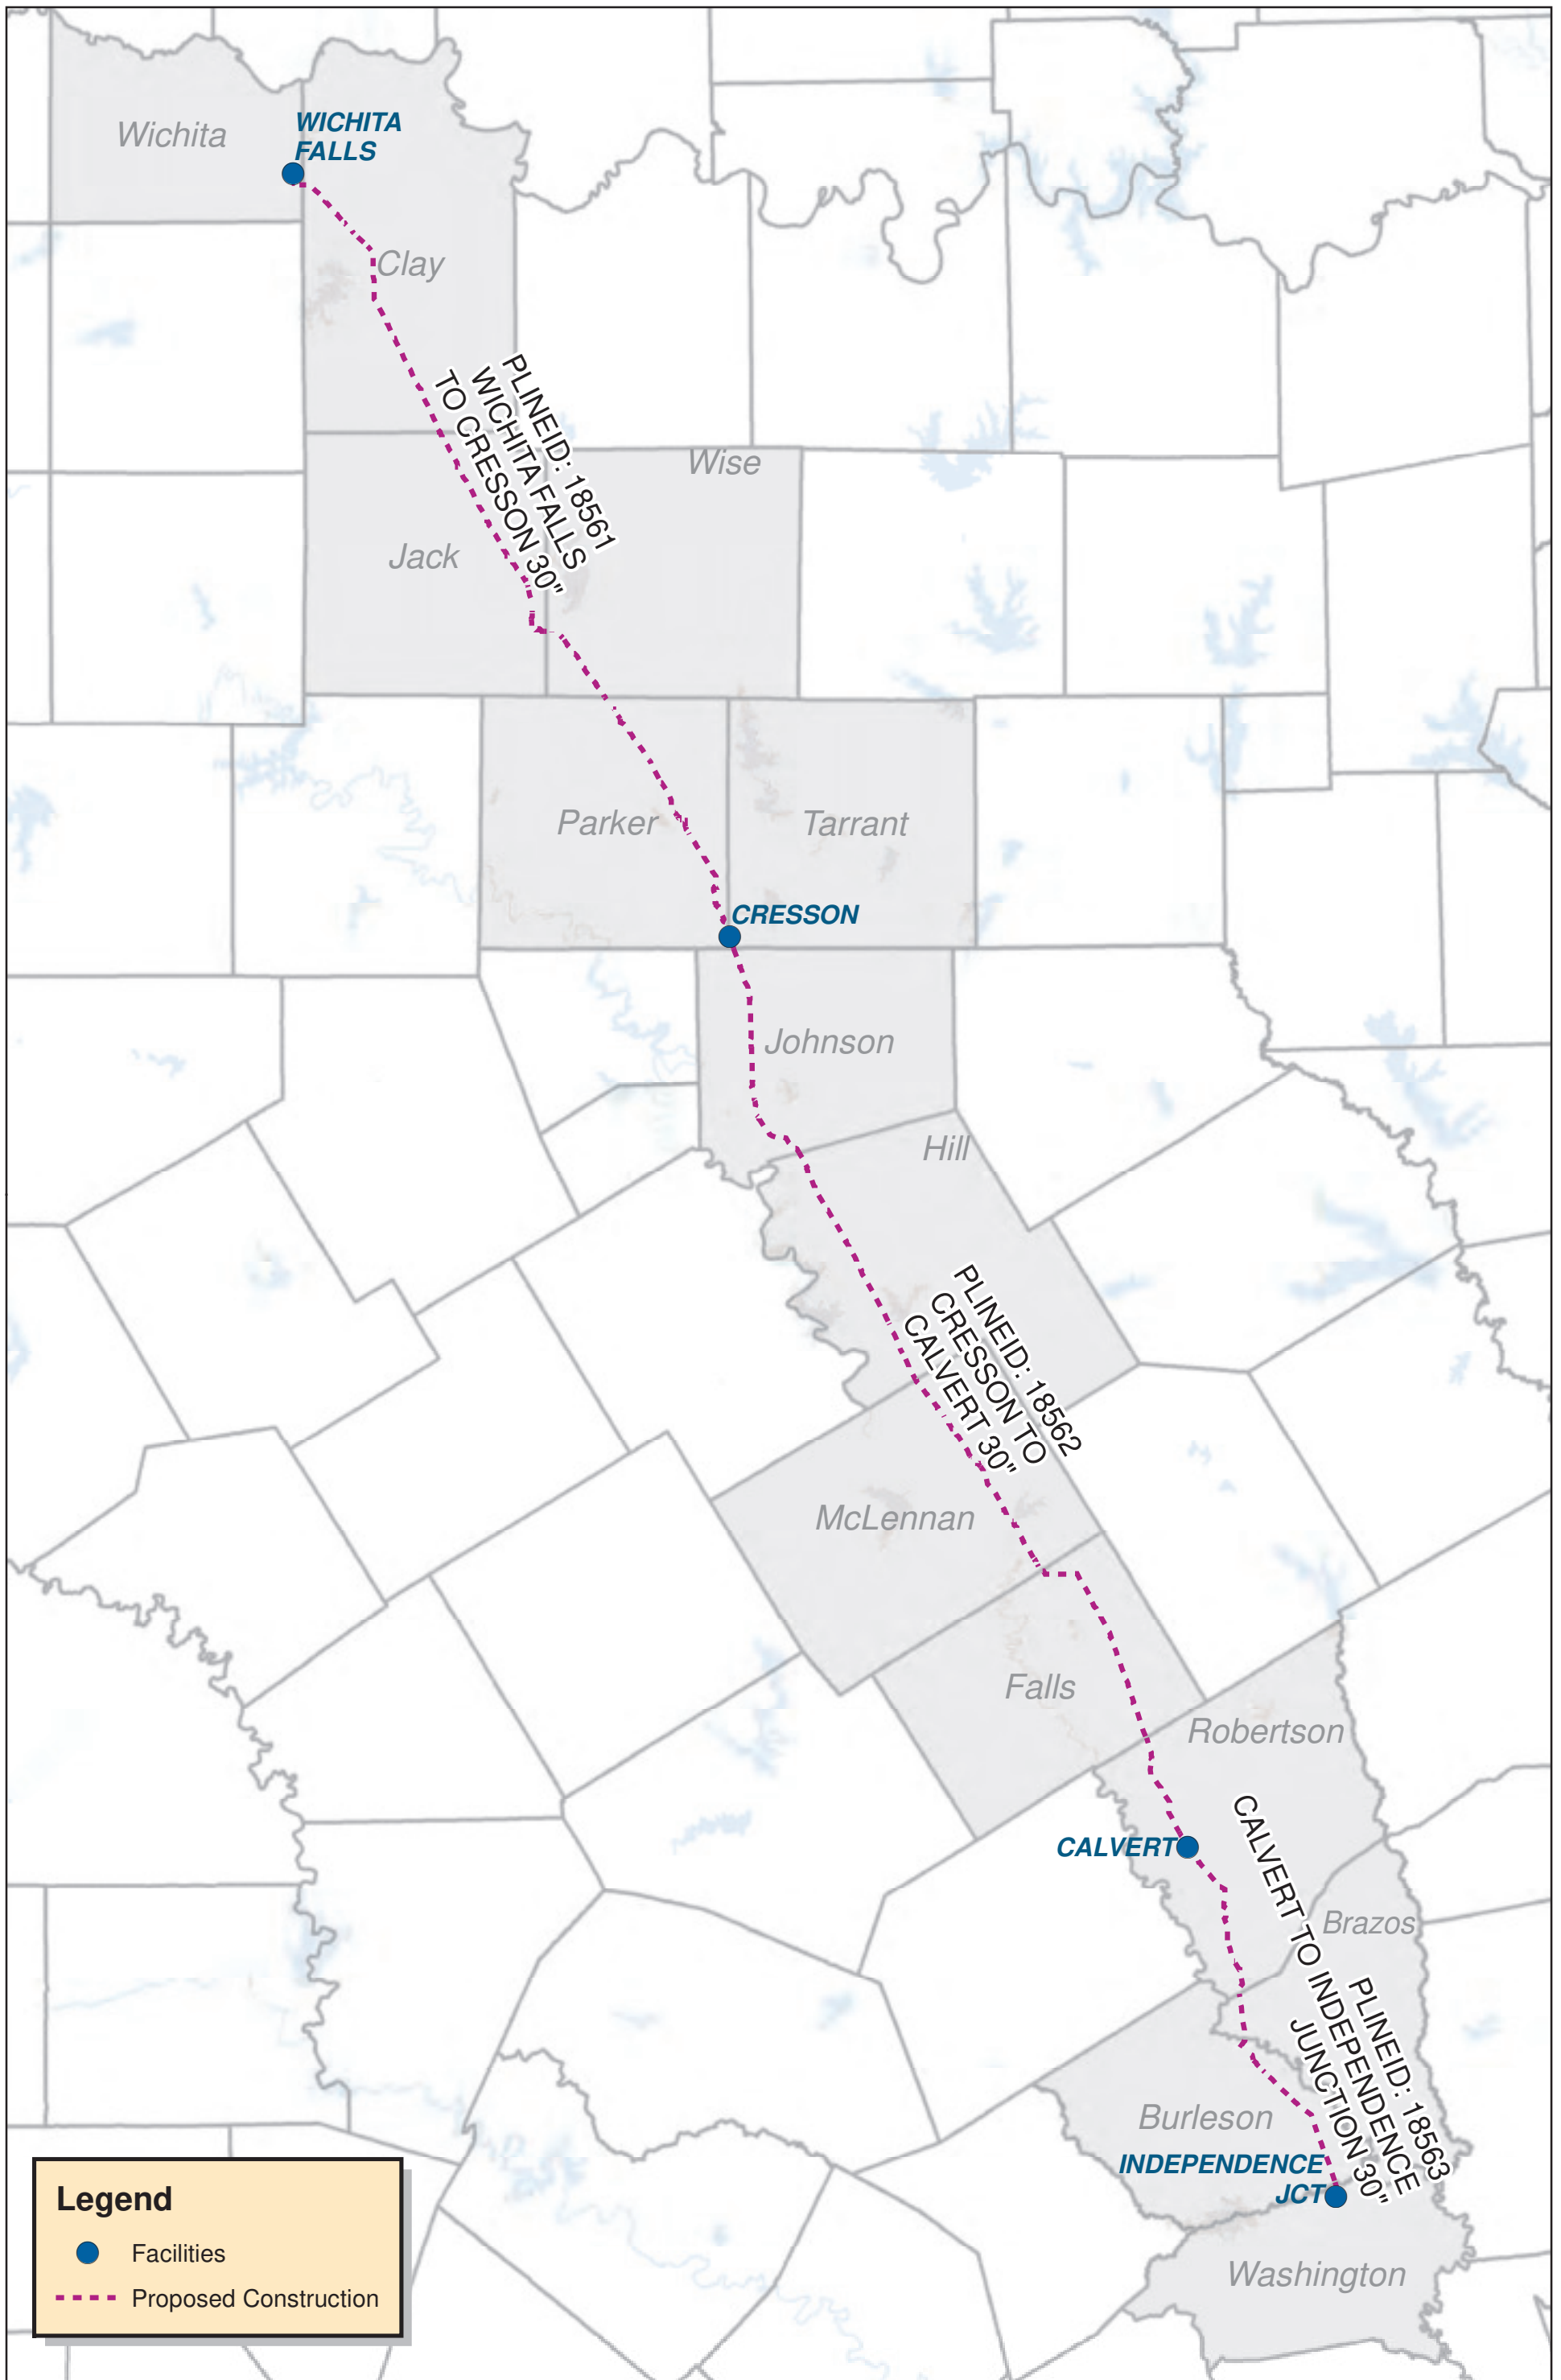 Wichita
WICHITA
FALLS
Clay
PLINEID: 18561
WICHITA FALLS
TO CRESSON 30"
Wise
Jack
Parker
Tarrant
CRESSON
Johnson
Hill
PLINEID: 18562
CRESSON TO
CALVERT 30"
McLennan
Falls
Robertson
CALVERT
Brazos
PLINEID: 18563
CALVERT TO INDEPENDENCE
JUNCTION 30"
Burleson
INDEPENDENCE
JCT
Washington
Legend
Facilities
Proposed Construction